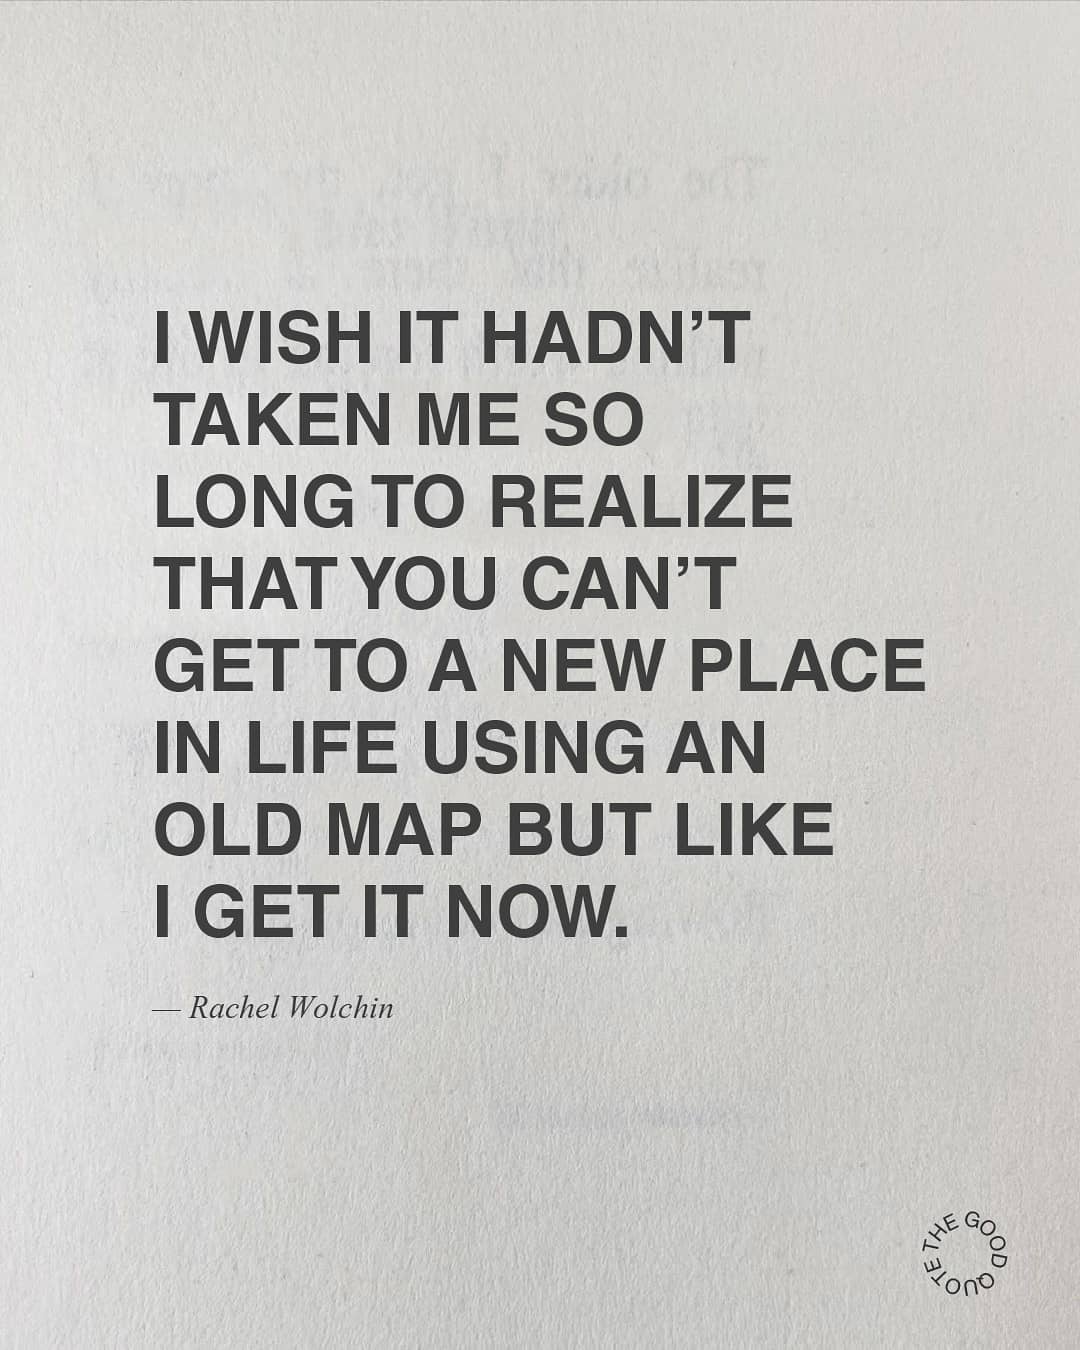 I WISH IT HADN’T
TAKEN ME SO
LONG TO REALIZE
THAT YOU CAN’T
GET TO A NEW PLACE
IN LIFE USING AN
OLD MAP BUT LIKE
I GET IT NOW.
— Rachel Wolchin
THE GOOD QUOTE